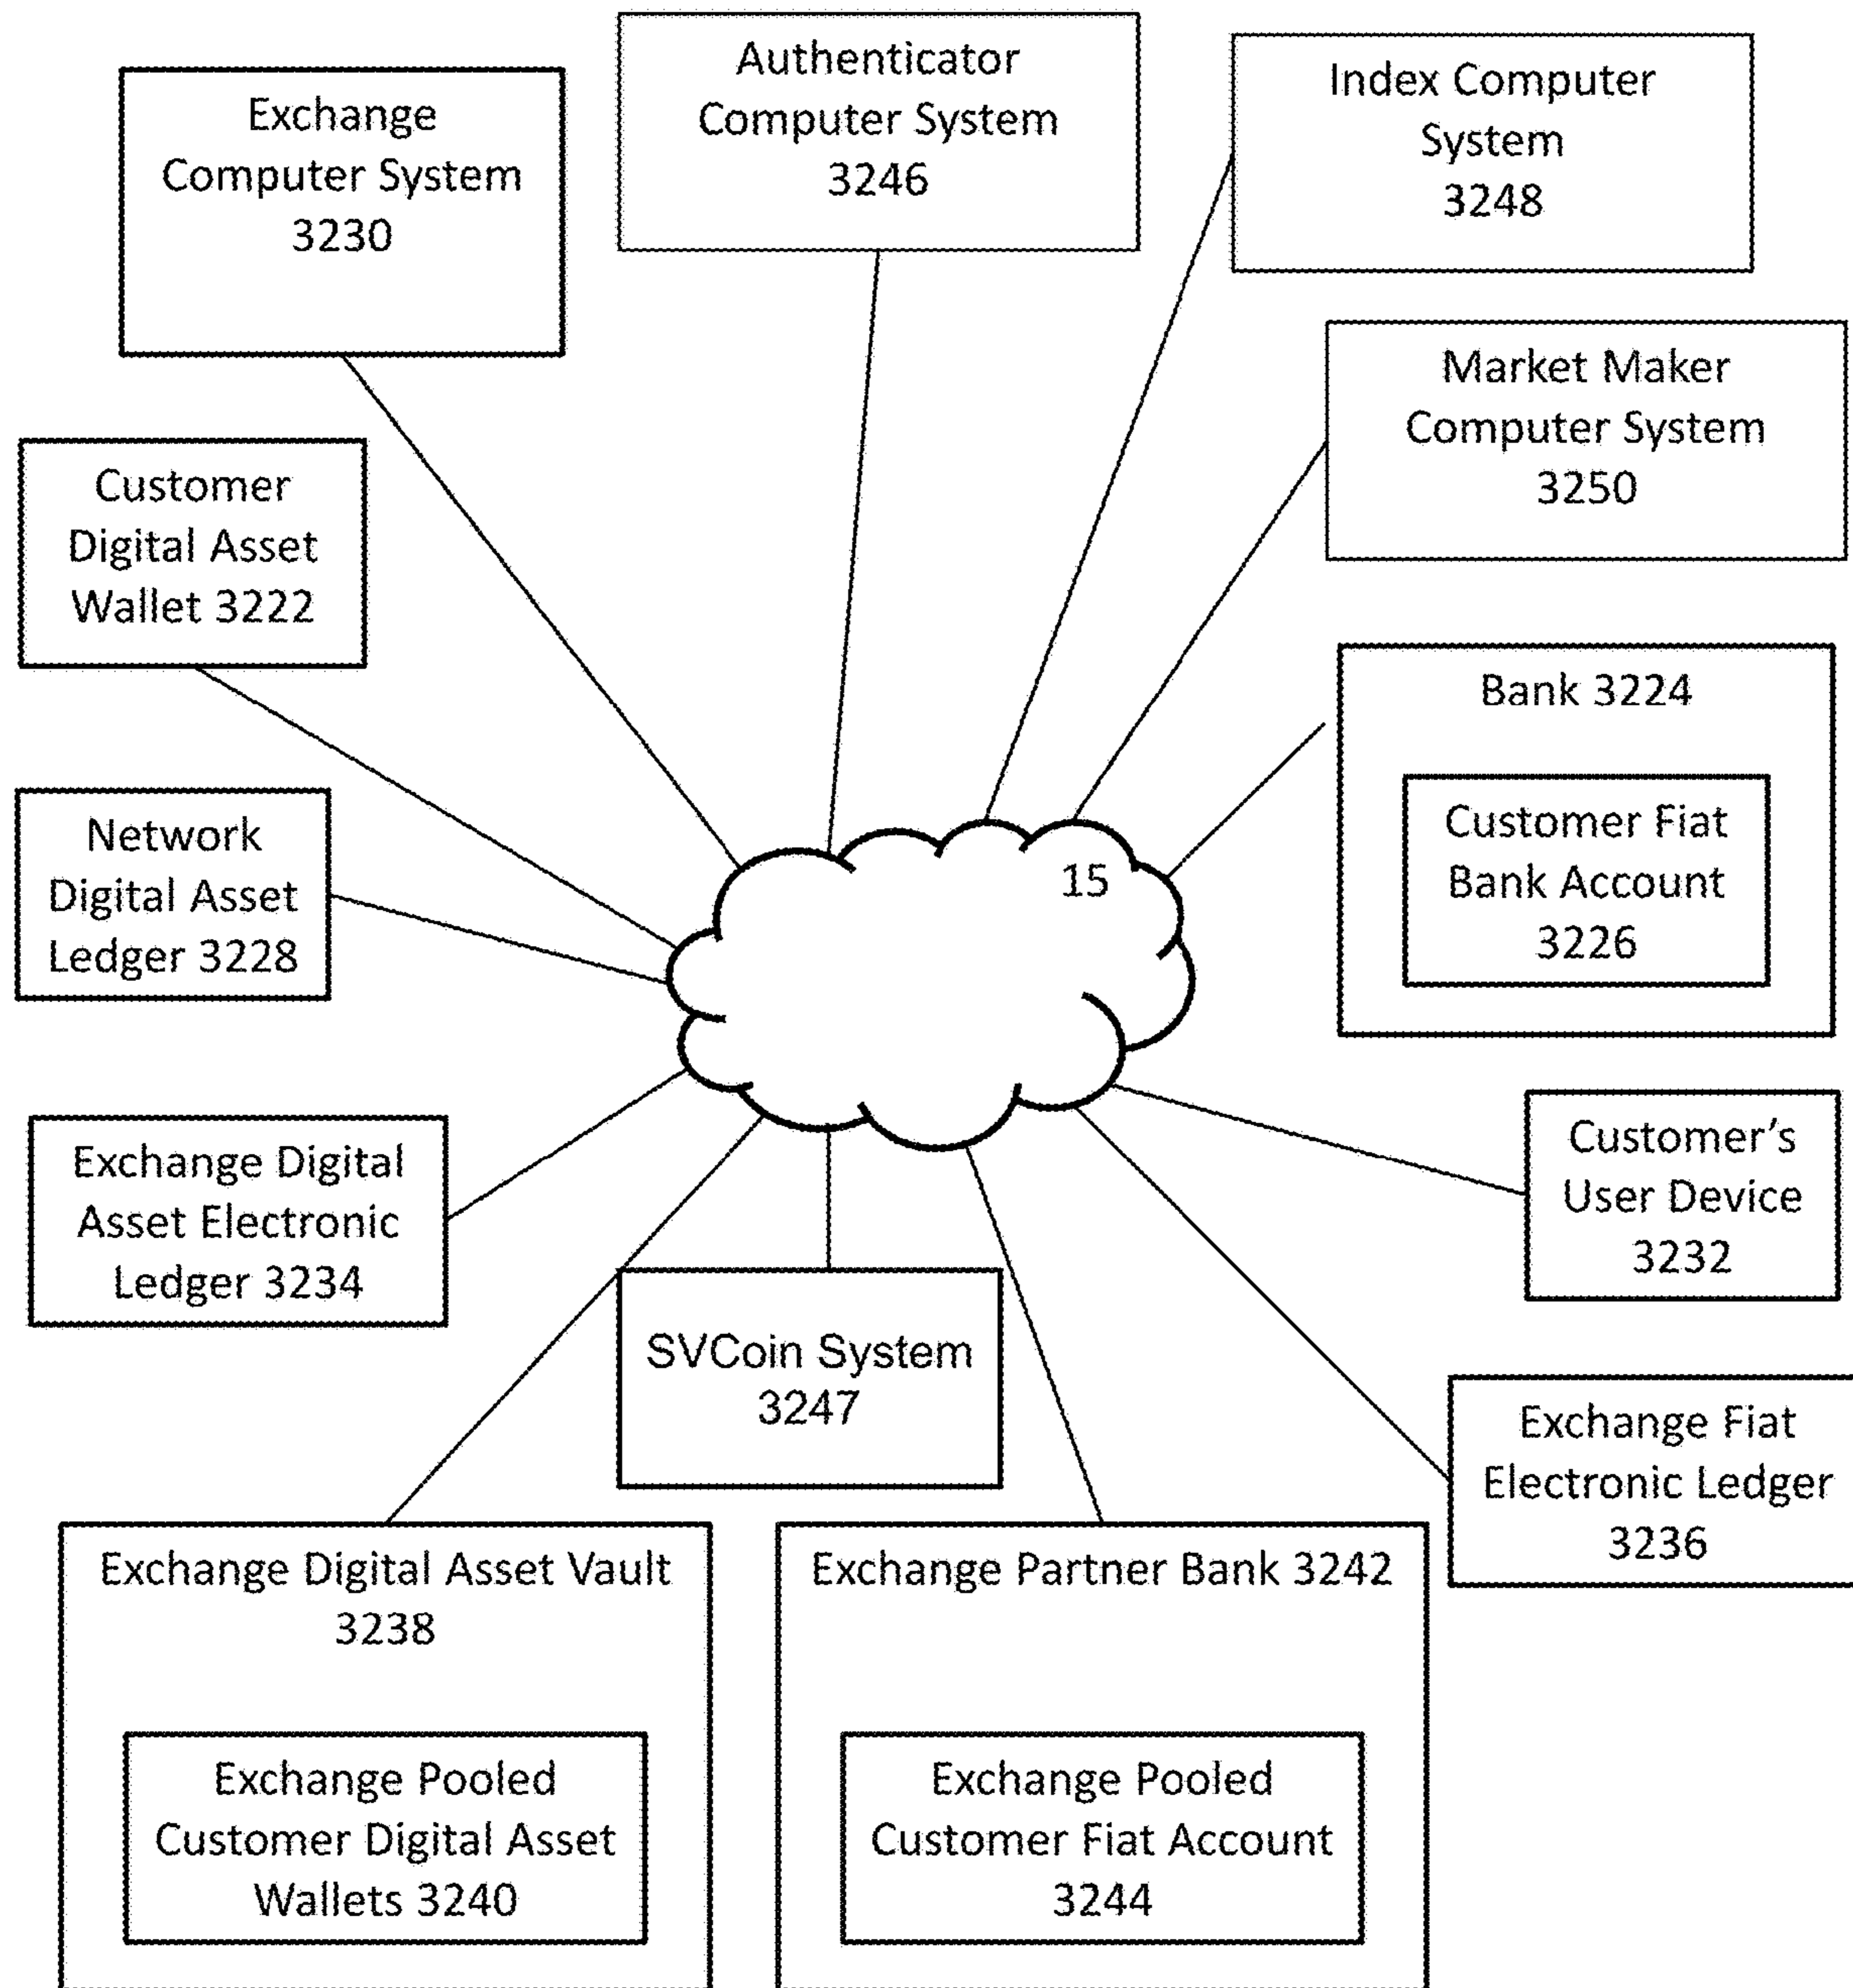 Exchange
Computer System
3230
Authenticator
Computer System
3246
Index Computer
System
3248
Market Maker
Computer System
3250
Customer
Digital Asset
Wallet 3222
Bank 3224
Customer Fiat
Bank Account
3226
Network
Digital Asset
Ledger 3228
15
Exchange Digital
Asset Electronic
Ledger 3234
Customer’s
User Device
3232
SVCoin System
3247
Exchange Fiat
Electronic Ledger
3236
Exchange Digital Asset Vault
3238
Exchange Pooled
Customer Digital Asset
Wallets 3240
Exchange Partner Bank 3242
Exchange Pooled
Customer Fiat Account
3244